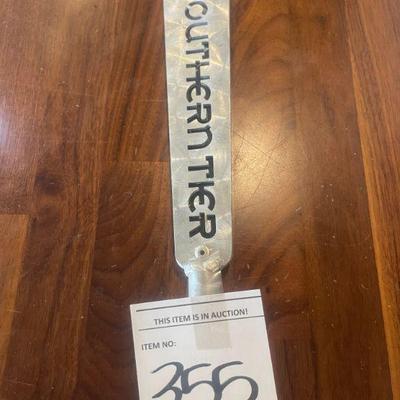 OUTHERN TIER
THIS ITEM IS IN AUCTION!
ITEM NO:
355